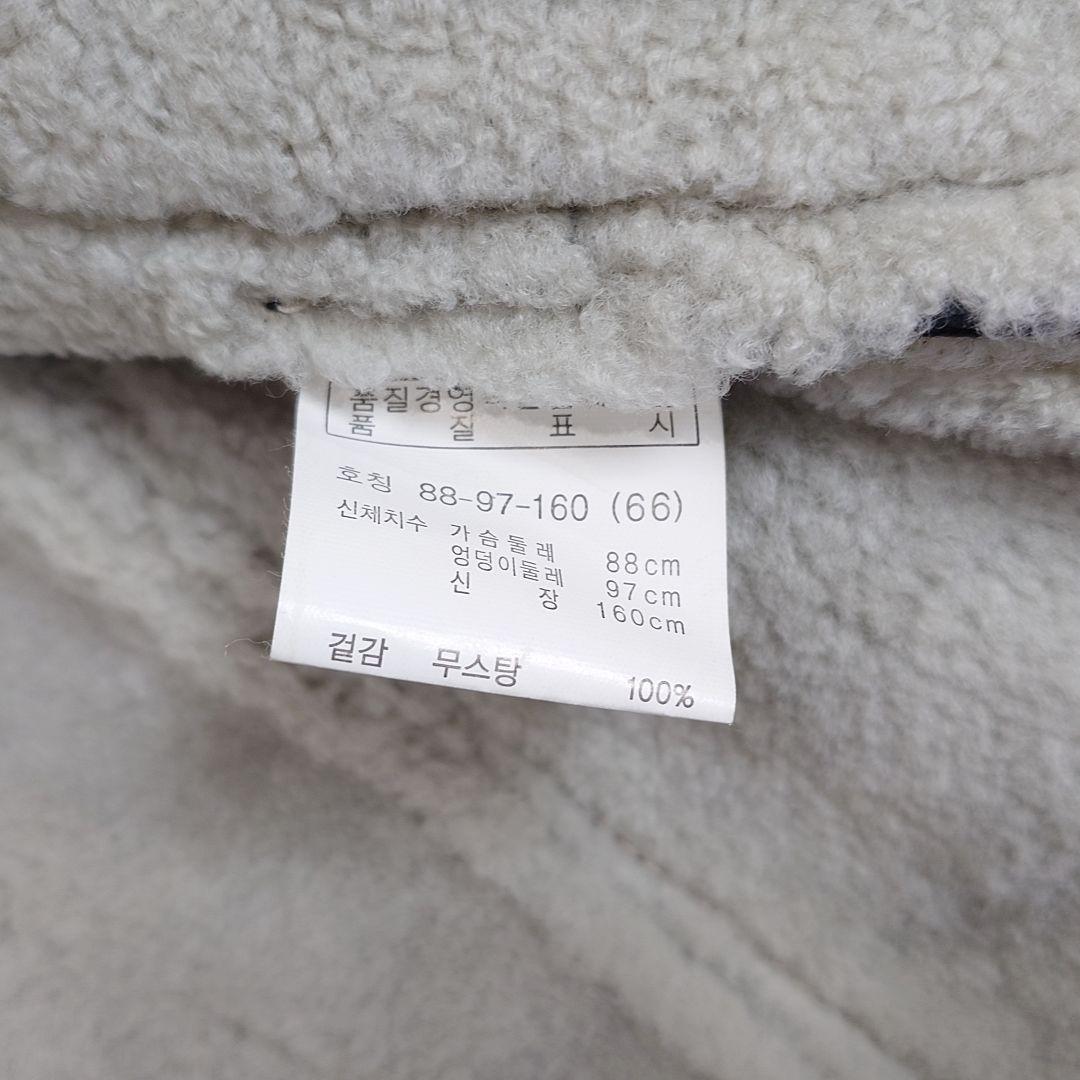 품질경영
품 질 표 시
호칭 88-97-160 (66)
신체치수 가슴둘레 88cm
엉덩이둘레 97cm
신 장 160cm
겉감 무스탕 100%